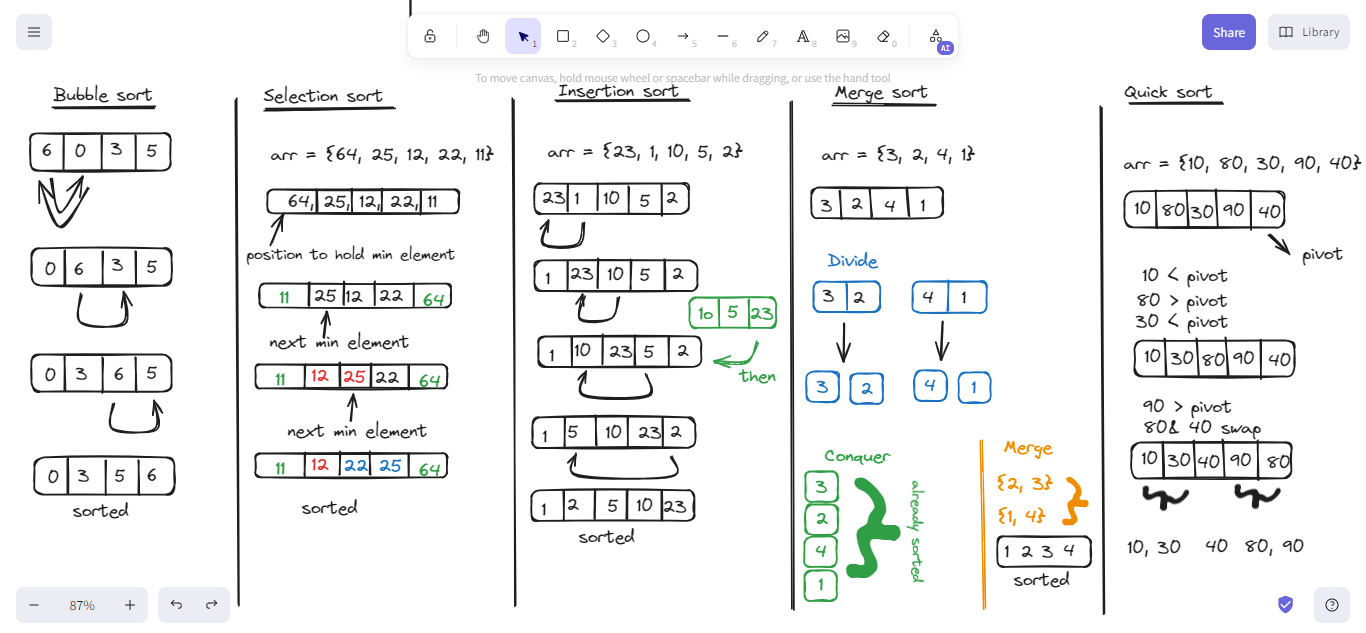 1
2
3
4
5
6
7
8
9
0
AI
Share
Library
To move canvas, hold mouse wheel or spacebar while dragging, or use the hand tool
Bubble sort
6 0 3 5
0 6 3 5
0 3 6 5
0 3 5 6
sorted
Selection sort
arr = {64, 25, 12, 22, 11}
64, 25, 12, 22, 11
position to hold min element
11 25 12 22 64
next min element
11 12 25 22 64
next min element
11 12 22 25 64
sorted
Insertion sort
arr = {23, 1, 10, 5, 2}
23 1 10 5 2
1 23 10 5 2
10 5 23
then
1 10 23 5 2
1 5 10 23 2
1 2 5 10 23
sorted
Merge sort
arr = {3, 2, 4, 1}
3 2 4 1
Divide
3 2
4 1
3 2
4 1
Conquer
3
2
4
1
already sorted
Merge
{2, 3}
{1, 4}
1 2 3 4
sorted
Quick sort
arr = {10, 80, 30, 90, 40}
10 80 30 90 40
pivot
10 < pivot
80 > pivot
30 < pivot
10 30 80 90 40
90 > pivot
80& 40 swap
10 30 40 90 80
10, 30 40 80, 90
87%